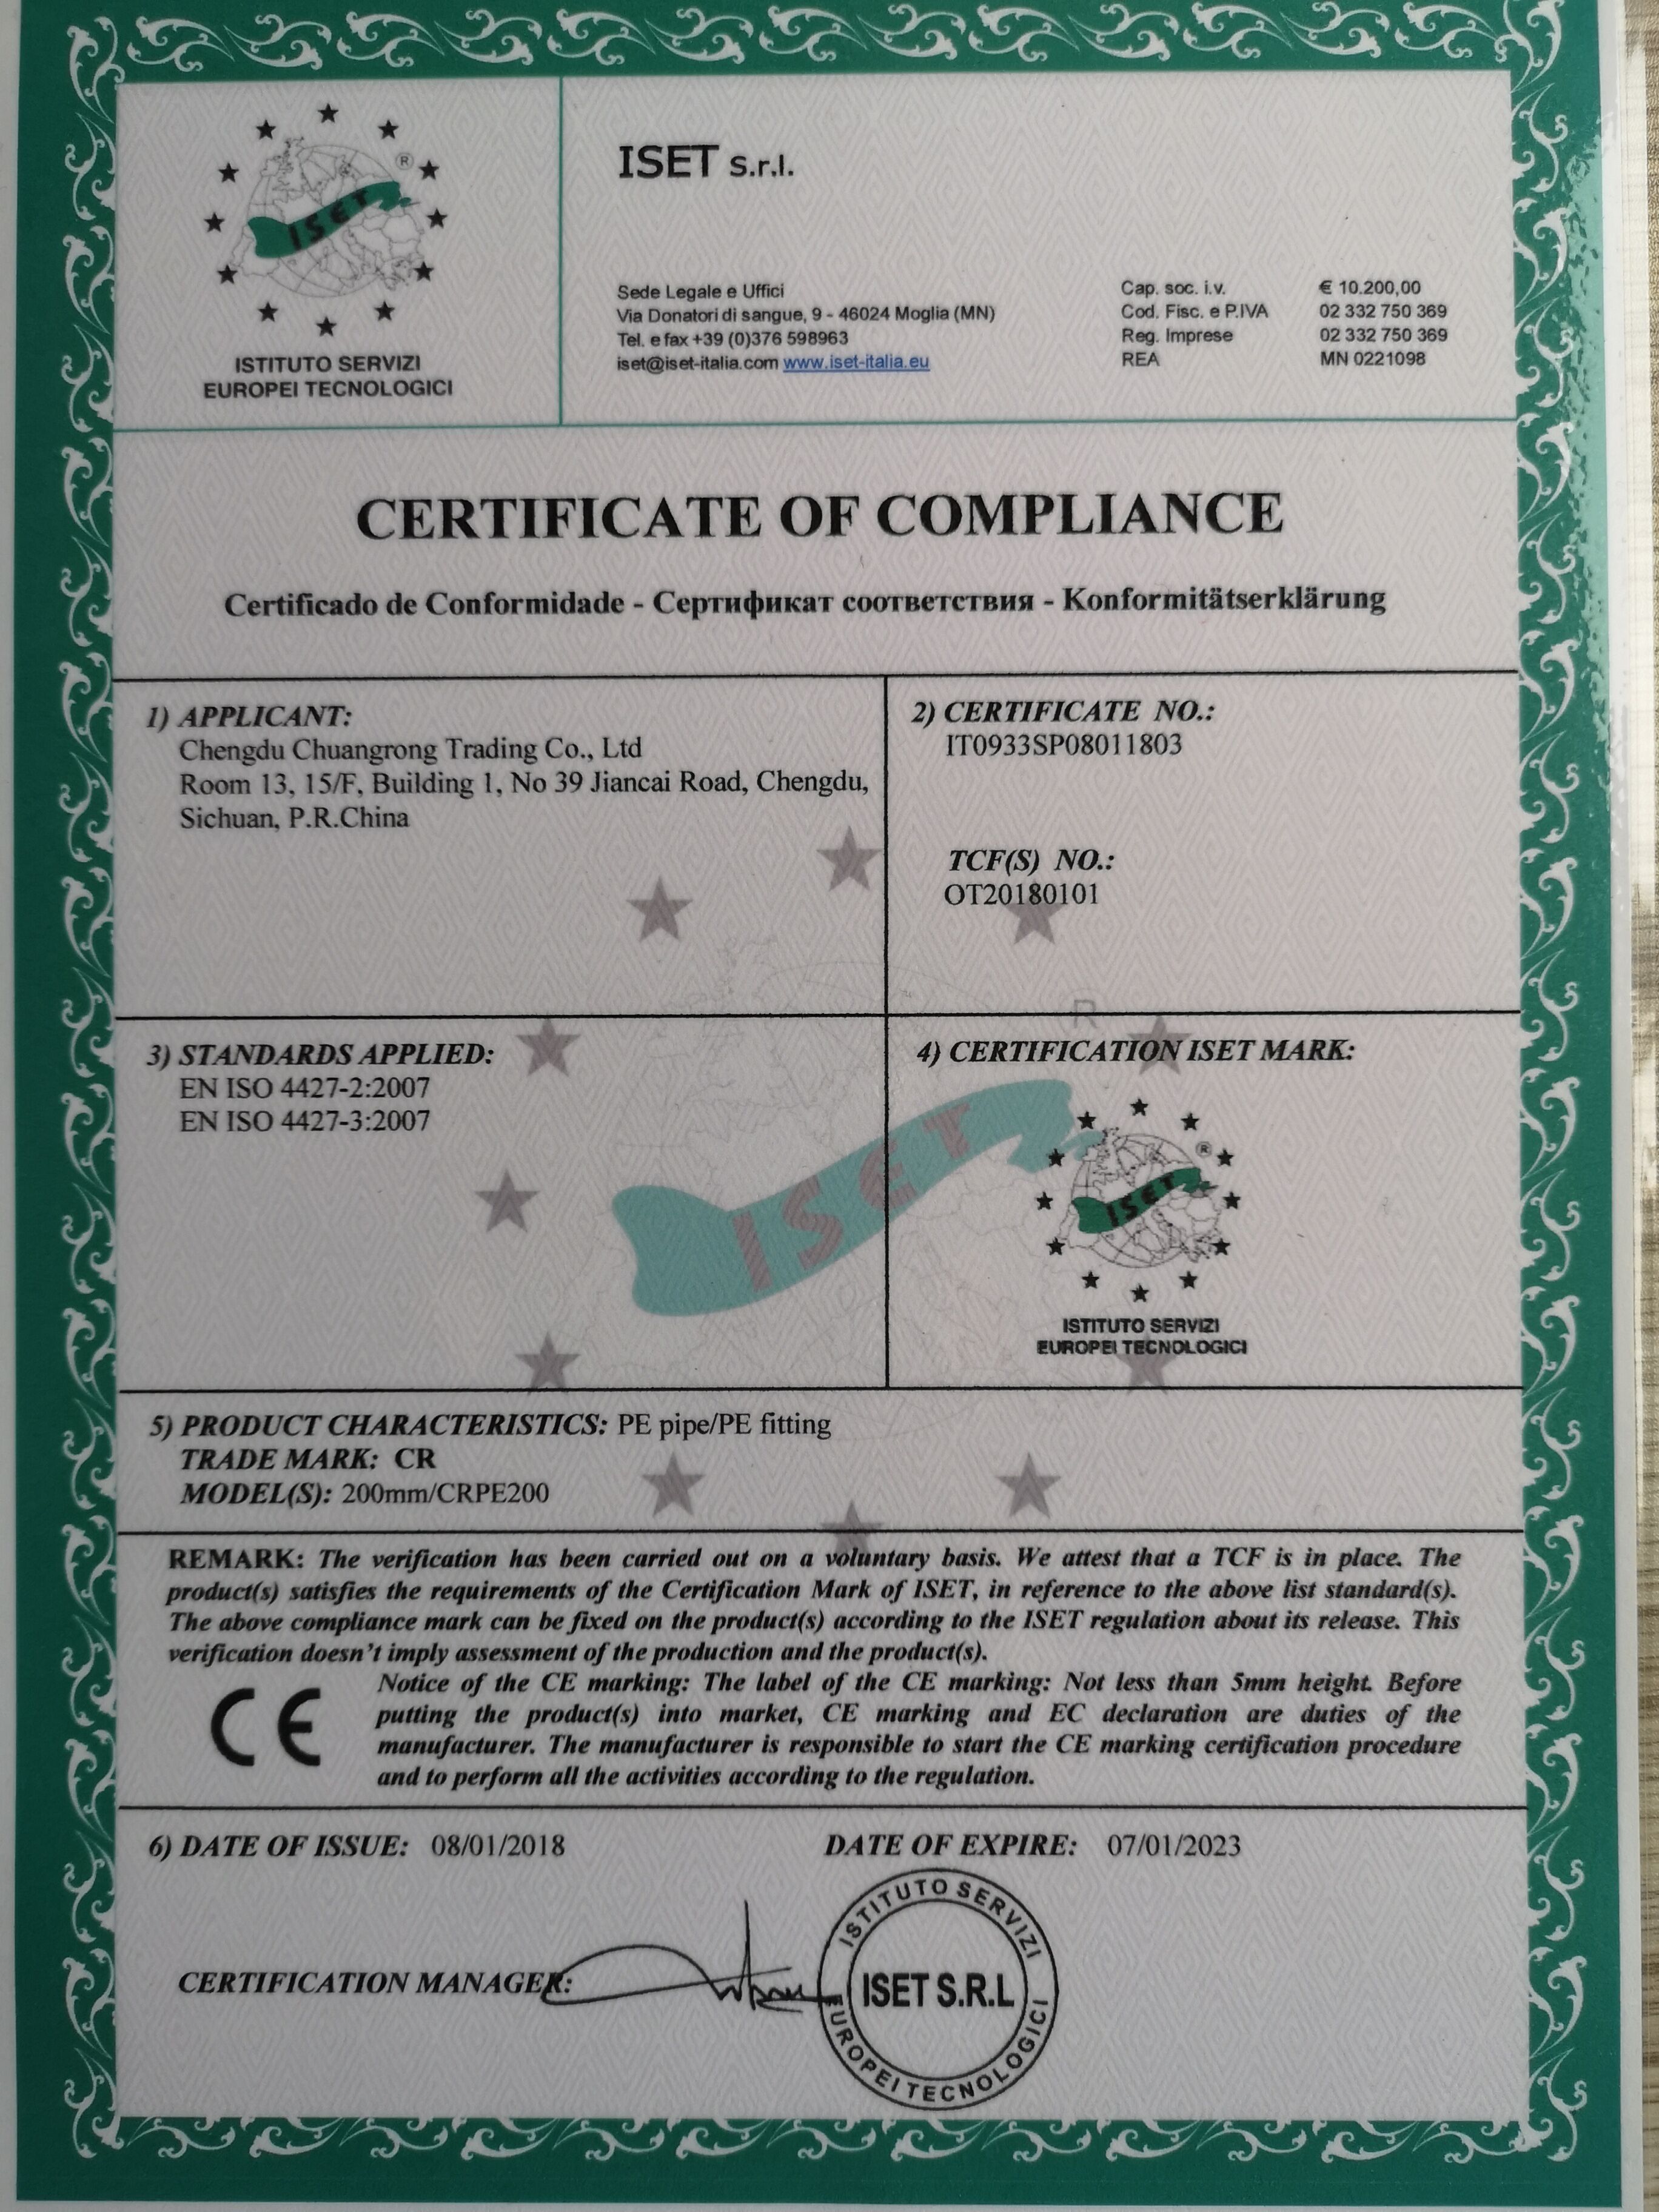 ISET
®
ISTITUTO SERVIZI
EUROPEI TECNOLOGICI
ISET s.r.l.
Sede Legale e Uffici
Via Donatori di sangue, 9 - 46024 Moglia (MN)
Tel. e fax +39 (0)376 598963
iset@iset-italia.com www.iset-italia.eu
Cap. soc. i.v. € 10.200,00
Cod. Fisc. e P.IVA 02 332 750 369
Reg. Imprese 02 332 750 369
REA MN 0221098
CERTIFICATE OF COMPLIANCE
Certificado de Conformidade - Сертификат соответствия - Konformitätserklärung
1) APPLICANT:
Chengdu Chuangrong Trading Co., Ltd
Room 13, 15/F, Building 1, No 39 Jiancai Road, Chengdu,
Sichuan, P.R.China
2) CERTIFICATE NO.:
IT0933SP08011803
TCF(S) NO.:
OT20180101
3) STANDARDS APPLIED:
EN ISO 4427-2:2007
EN ISO 4427-3:2007
4) CERTIFICATION ISET MARK:
ISET
®
ISET
®
ISTITUTO SERVIZI
EUROPEI TECNOLOGICI
5) PRODUCT CHARACTERISTICS: PE pipe/PE fitting
TRADE MARK: CR
MODEL(S): 200mm/CRPE200
REMARK: The verification has been carried out on a voluntary basis. We attest that a TCF is in place. The
product(s) satisfies the requirements of the Certification Mark of ISET, in reference to the above list standard(s).
The above compliance mark can be fixed on the product(s) according to the ISET regulation about its release. This
verification doesn't imply assessment of the production and the product(s).
CE
Notice of the CE marking: The label of the CE marking: Not less than 5mm height. Before
putting the product(s) into market, CE marking and EC declaration are duties of the
manufacturer. The manufacturer is responsible to start the CE marking certification procedure
and to perform all the activities according to the regulation.
6) DATE OF ISSUE: 08/01/2018
DATE OF EXPIRE: 07/01/2023
CERTIFICATION MANAGER:
ISTITUTO SERVIZI
ISET S.R.L
EUROPEI TECNOLOGICI